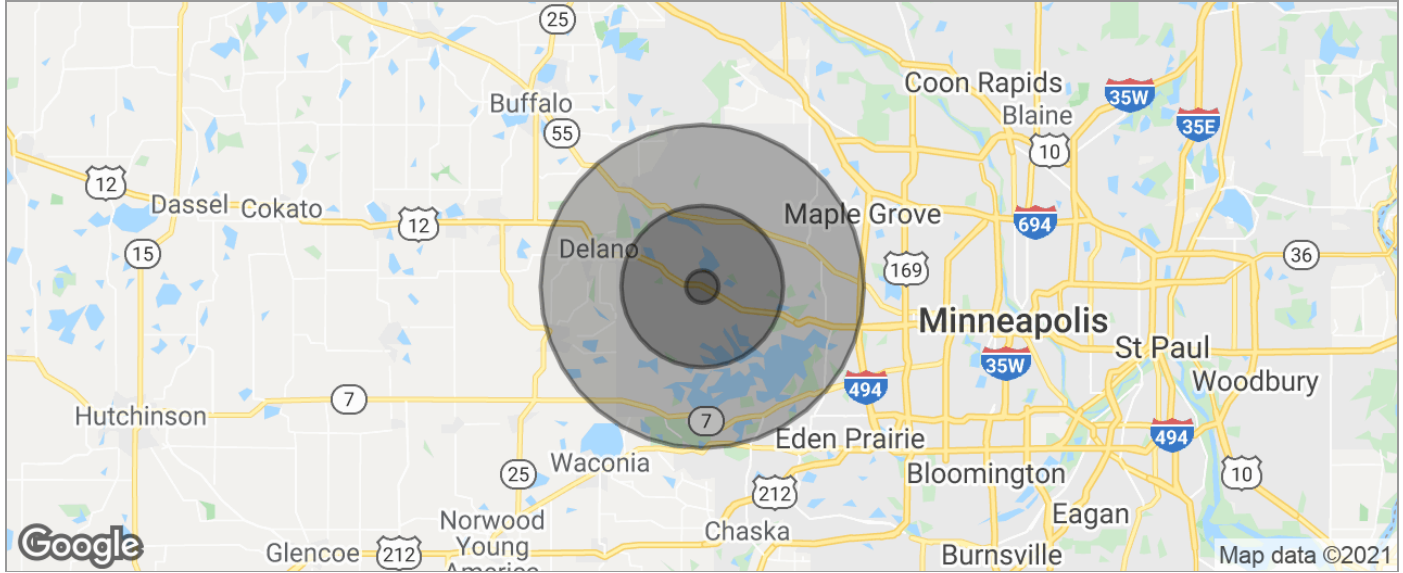 25
Coon Rapids
35W
Buffalo
Blaine
35E
55
10
12
Dassel
Cokato
12
Maple Grove
694
Delano
15
36
169
Minneapolis
St Paul
35W
Woodbury
494
7
Hutchinson
7
494
Eden Prairie
Waconia
Bloomington
25
10
212
Norwood
Young
America
Eagan
Chaska
Glencoe
212
Burnsville
Google
Map data ©2021